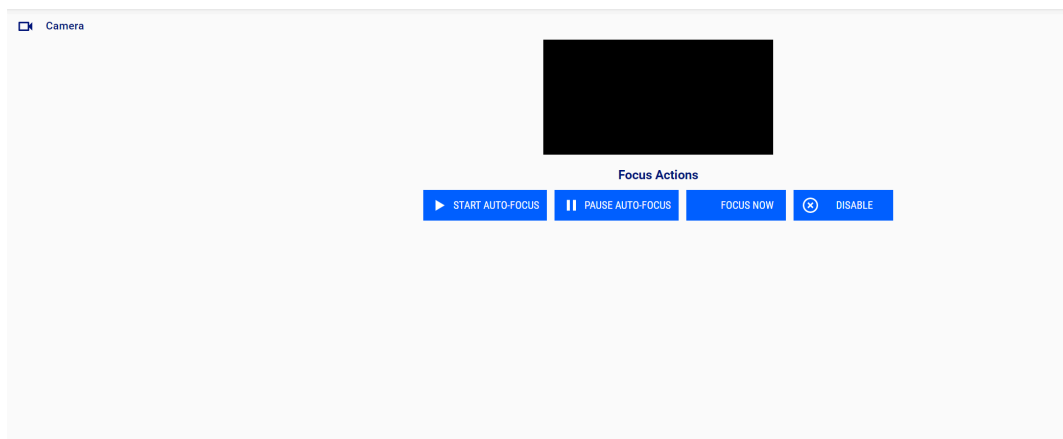 Camera
Focus Actions
START AUTO-FOCUS PAUSE AUTO-FOCUS FOCUS NOW DISABLE